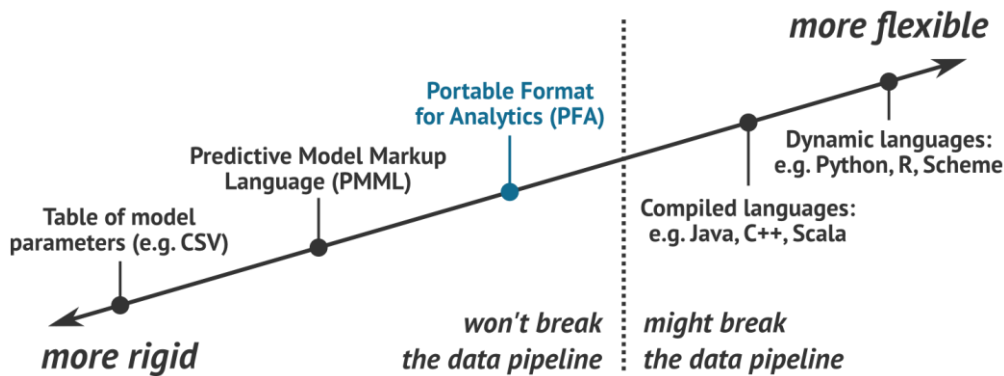 more flexible
Portable Format
for Analytics (PFA)
Dynamic languages:
e.g. Python, R, Scheme
Predictive Model Markup
Language (PMML)
Compiled languages:
e.g. Java, C++, Scala
Table of model
parameters (e.g. CSV)
more rigid
won't break
the data pipeline
might break
the data pipeline